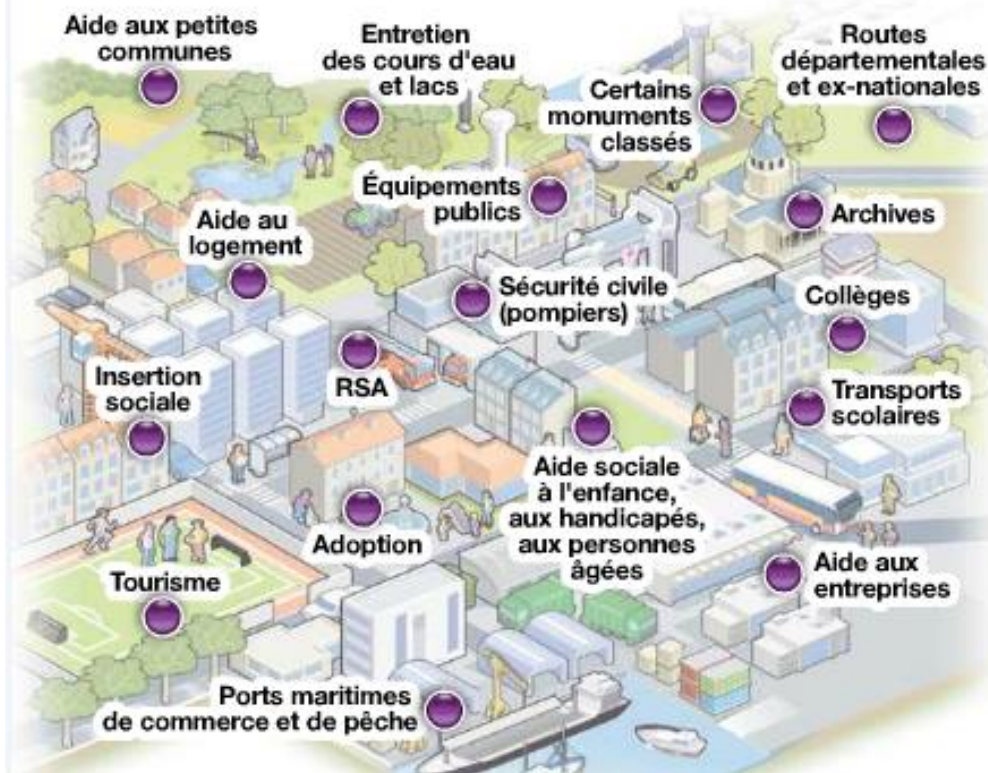 Aide aux petites
communes
Entretien
des cours d'eau
et lacs
Certains
monuments
classés
Routes
départementales
et ex-nationales
Équipements
publics
Archives
Aide au
logement
Sécurité civile
(pompiers)
Collèges
Insertion
sociale
RSA
Transports
scolaires
Aide sociale
à l'enfance,
aux handicapés,
aux personnes
âgées
Adoption
Aide aux
entreprises
Tourisme
Ports maritimes
de commerce et de pêche